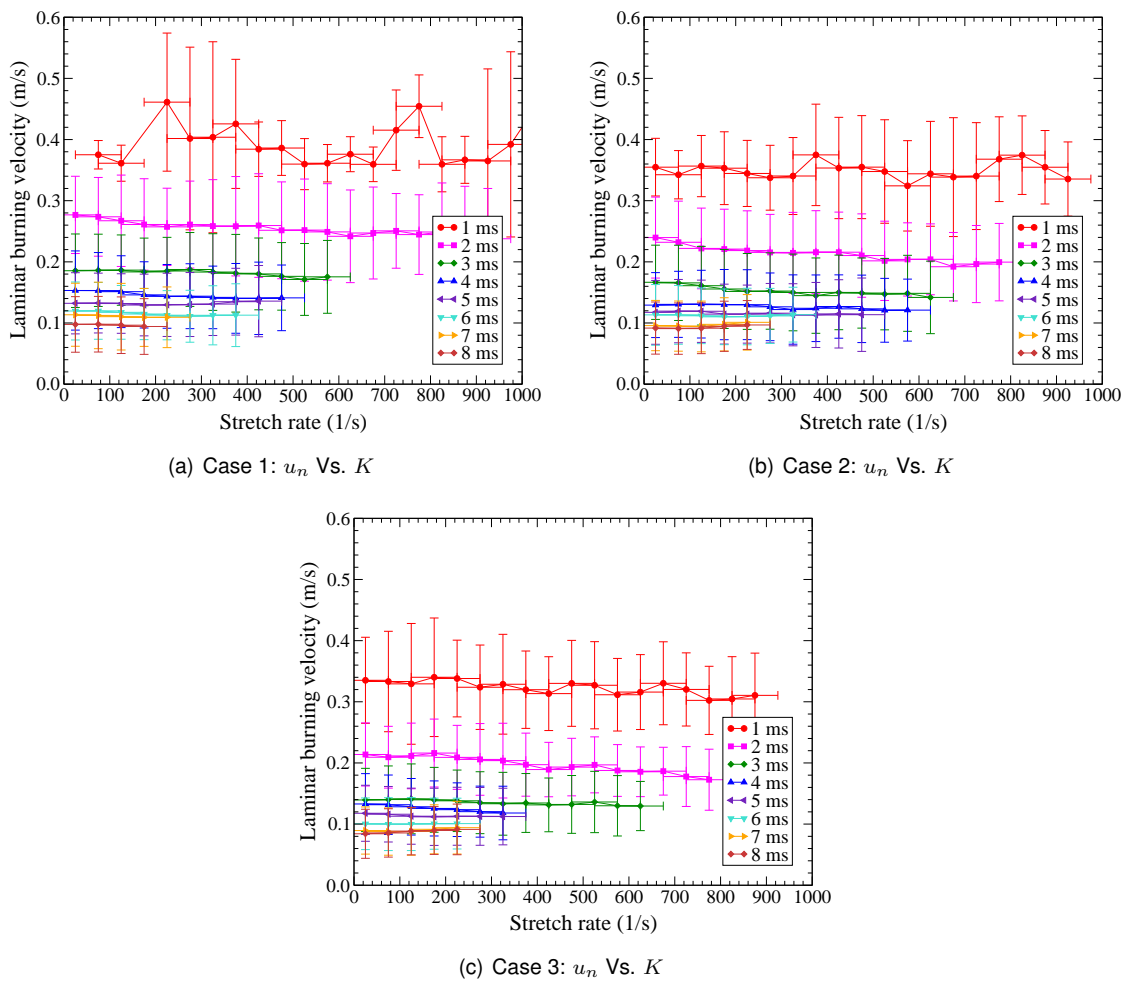 0.6
0.5
0.4
0.3
0.2
0.1
0.0
Laminar burning velocity (m/s)
1 ms
2 ms
3 ms
4 ms
5 ms
6 ms
7 ms
8 ms
0 100 200 300 400 500 600 700 800 900 1000
Stretch rate (1/s)
(a) Case 1: un Vs. K
0.6
0.5
0.4
0.3
0.2
0.1
0.0
Laminar burning velocity (m/s)
1 ms
2 ms
3 ms
4 ms
5 ms
6 ms
7 ms
8 ms
0 100 200 300 400 500 600 700 800 900 1000
Stretch rate (1/s)
(b) Case 2: un Vs. K
0.6
0.5
0.4
0.3
0.2
0.1
0.0
Laminar burning velocity (m/s)
1 ms
2 ms
3 ms
4 ms
5 ms
6 ms
7 ms
8 ms
0 100 200 300 400 500 600 700 800 900 1000
Stretch rate (1/s)
(c) Case 3: un Vs. K